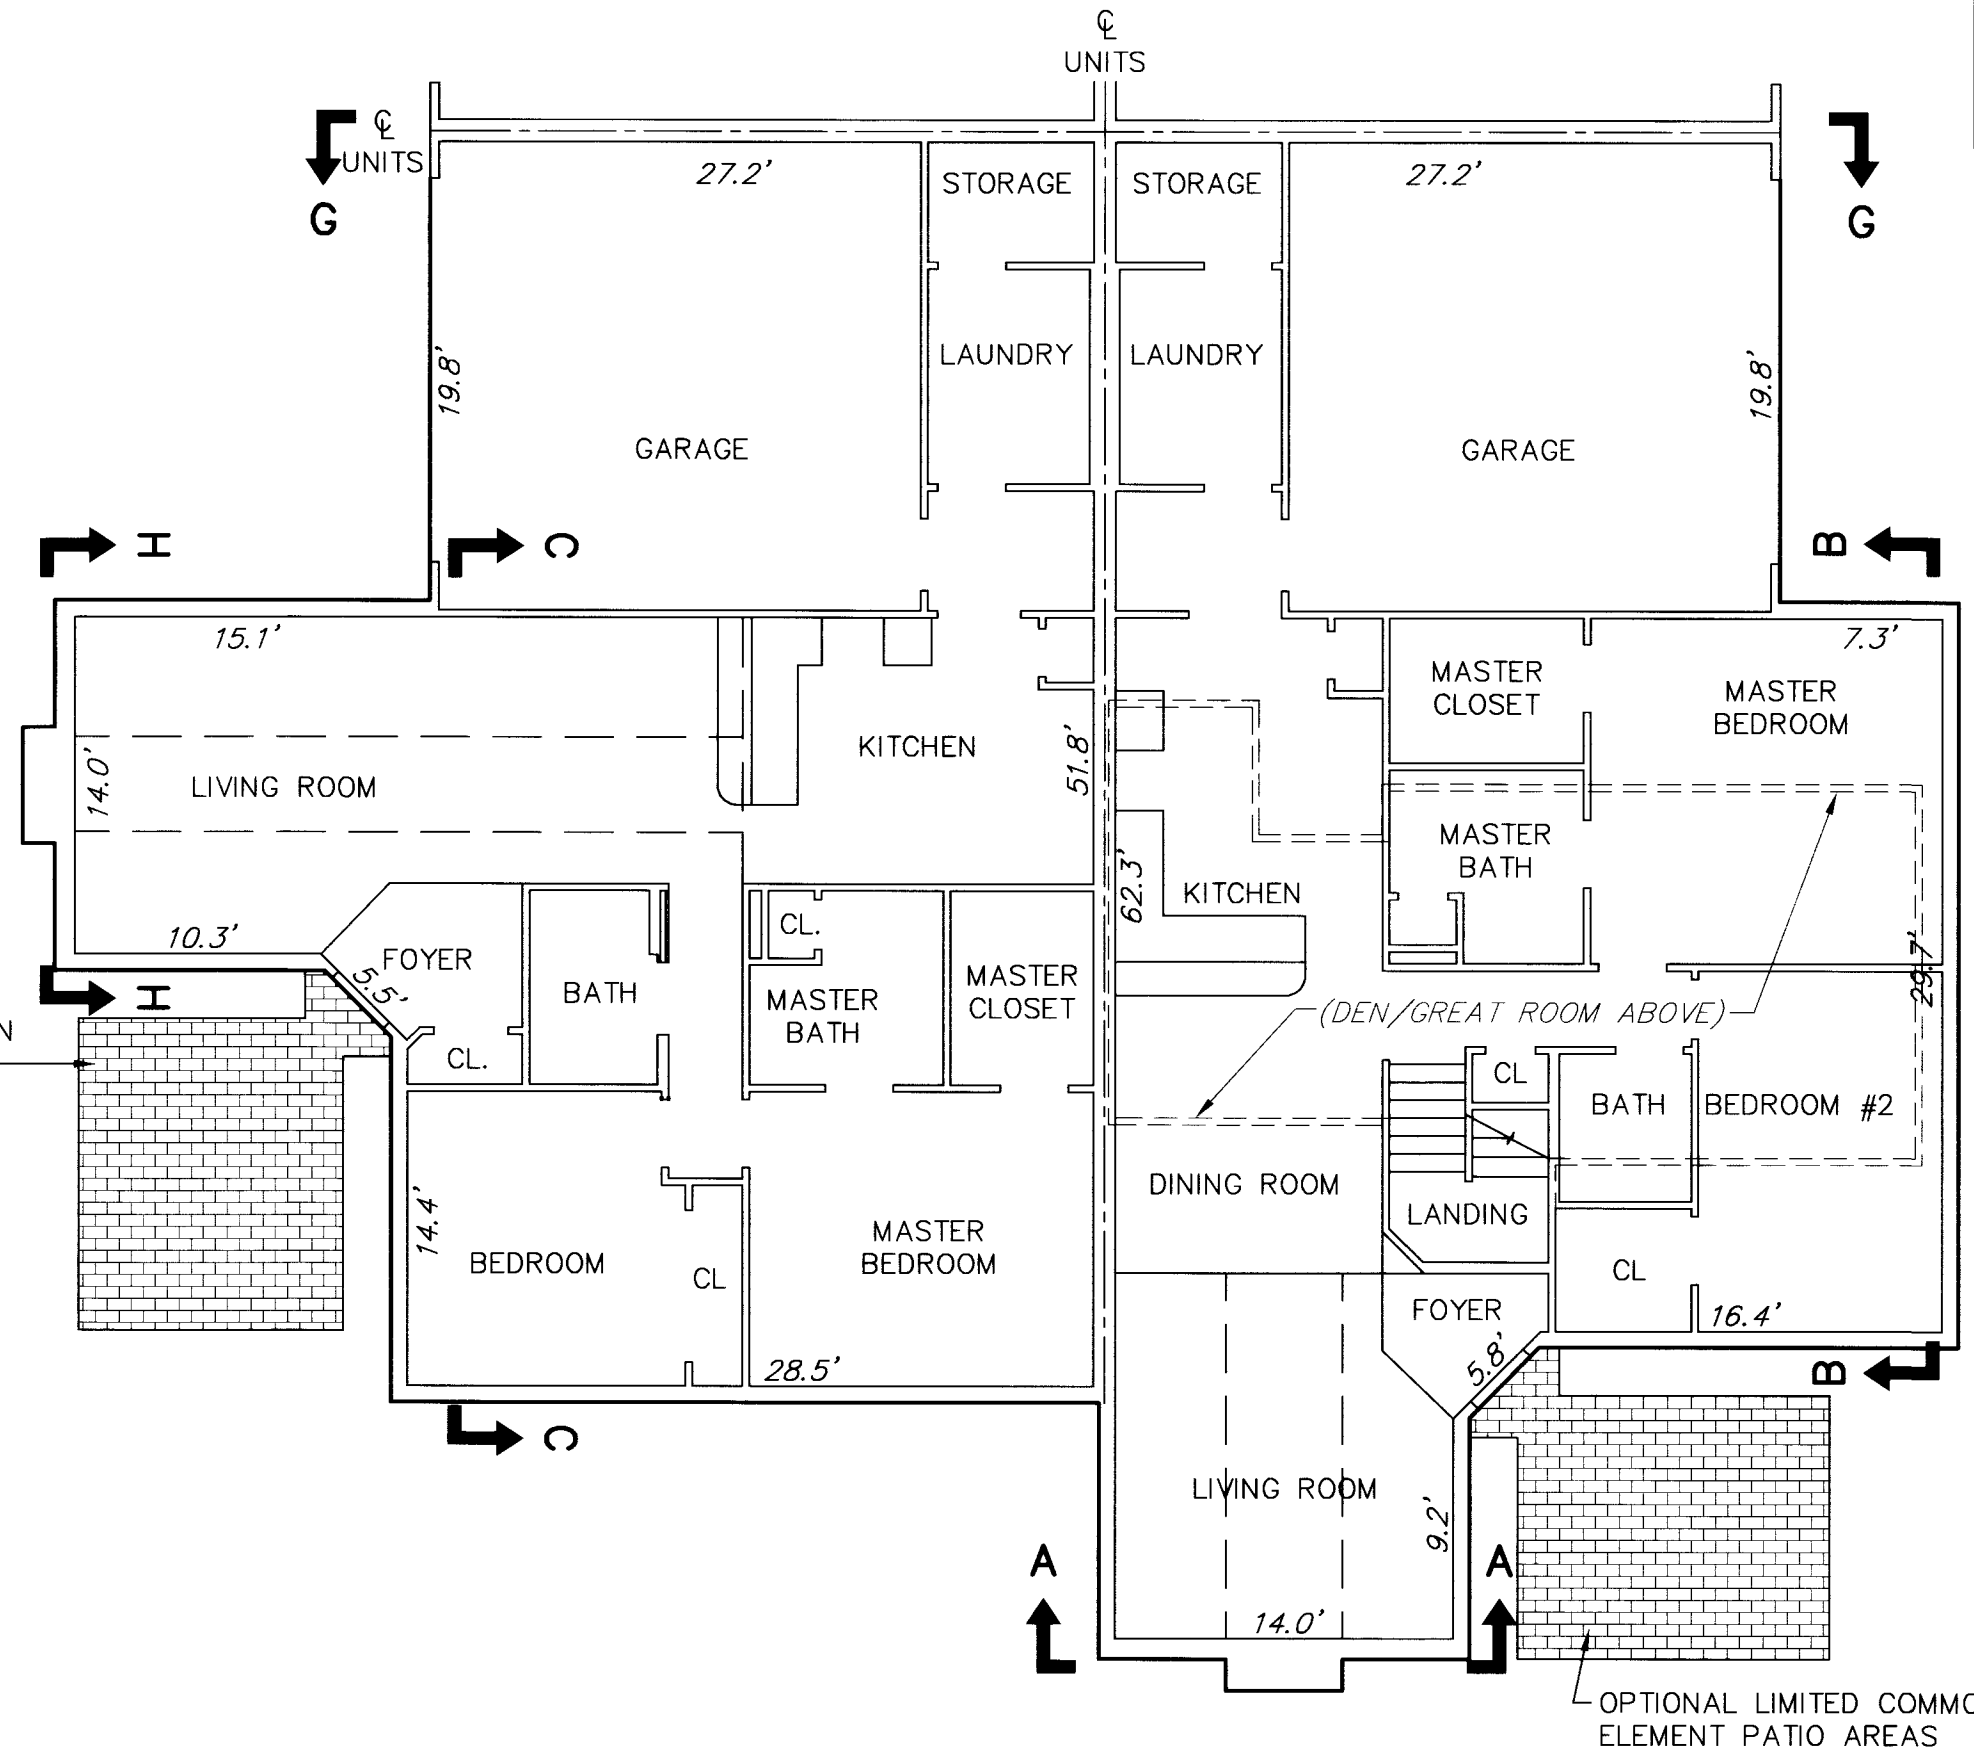 ℄
UNITS
℄
UNITS
G
G
27.2'
STORAGE
STORAGE
27.2'
19.8'
LAUNDRY
LAUNDRY
19.8'
GARAGE
GARAGE
H
C
B
15.1'
7.3'
MASTER
CLOSET
MASTER
BEDROOM
KITCHEN
51.8'
14.0'
LIVING ROOM
MASTER
BATH
62.3'
KITCHEN
10.3'
FOYER
5.5'
CL.
BATH
CL.
MASTER
BATH
MASTER
CLOSET
29.7'
(DEN/GREAT ROOM ABOVE)
H
N
CL
BATH
BEDROOM #2
DINING ROOM
LANDING
14.4'
BEDROOM
CL
MASTER
BEDROOM
CL
FOYER
16.4'
28.5'
5.8'
B
C
LIVING ROOM
9.2'
A
A
14.0'
OPTIONAL LIMITED COMMO
ELEMENT PATIO AREAS